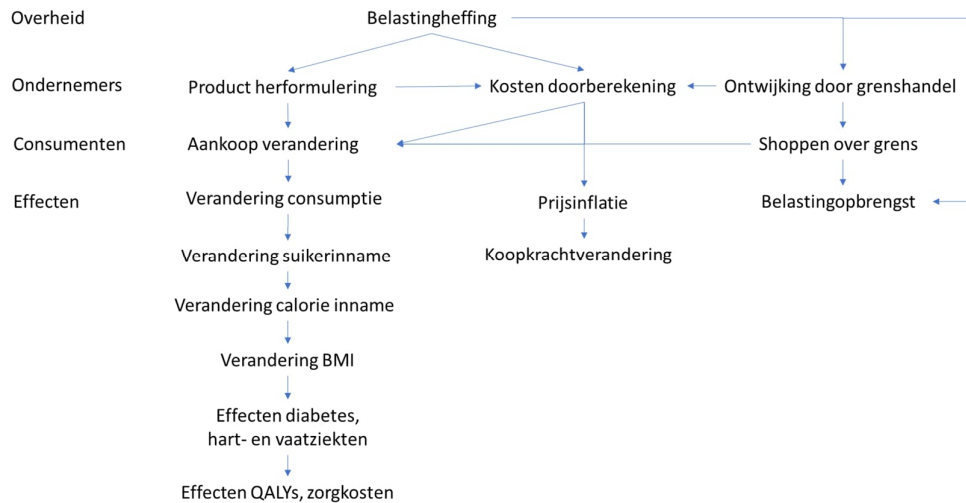 Overheid
Belastingheffing
Ondernemers
Product herformulering
Kosten doorberekening
Ontwijking door grenshandel
Consumenten
Aankoop verandering
Shoppen over grens
Effecten
Verandering consumptie
Prijsinflatie
Belastingopbrengst
Verandering suikerinname
Koopkrachtverandering
Verandering calorie inname
Verandering BMI
Effecten diabetes,
hart- en vaatziekten
Effecten QALYs, zorgkosten